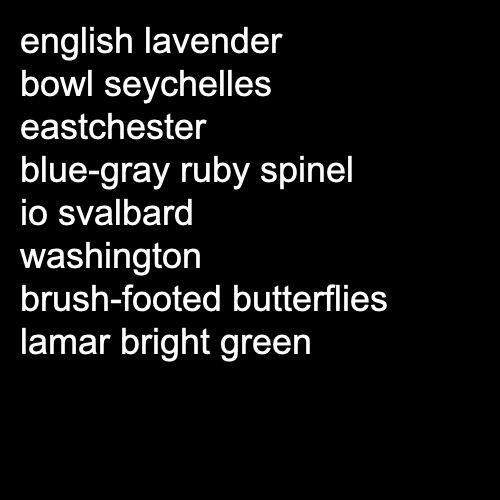 english lavender
bowl seychelles
eastchester
blue-gray ruby spinel
io svalbard
washington
brush-footed butterflies
lamar bright green